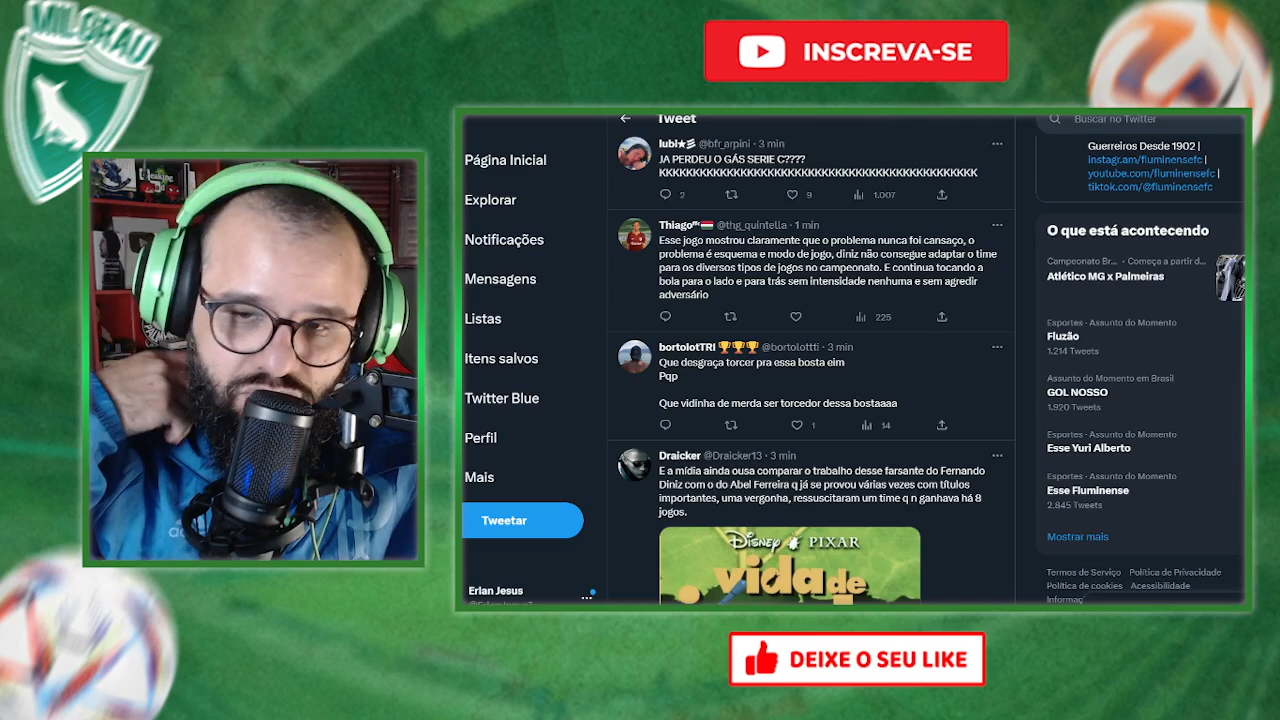 MIL GRAU
INSCREVA-SE
Página Inicial
Explorar
Notificações
Mensagens
Listas
Itens salvos
Twitter Blue
Perfil
Mais
Tweetar
Erlan Jesus
Tweet
@bfr_arpini · 3 min
JA PERDEU O GÁS SERIE C????
KKKKKKKKKKKKKKKKKKKKKKKKKKKKKKKKKKKKKKKKKKKKKKKKK
2
9
1.007
Thiago @thg_quintella · 1 min
Esse jogo mostrou claramente que o problema nunca foi cansaço, o
problema é esquema e modo de jogo, diniz não consegue adaptar o time
para os diversos tipos de jogos no campeonato. E continua tocando a
bola para o lado e para trás sem intensidade nenhuma e sem agredir
adversário
225
bortolotTRI 🏆🏆🏆 @bortolottti · 3 min
Que desgraça torcer pra essa bosta eim
Pqp
Que vidinha de merda ser torcedor dessa bostaaaa
1
14
Draicker @Draicker13 · 3 min
E a mídia ainda ousa comparar o trabalho desse farsante do Fernando
Diniz com o do Abel Ferreira q já se provou várias vezes com títulos
importantes, uma vergonha, ressuscitaram um time q n ganhava há 8
jogos.
DISNEY PIXAR
vida de
Buscar no Twitter
Guerreiros Desde 1902 |
instagr.am/fluminensefc |
youtube.com/fluminensefc |
tiktok.com/@fluminensefc
O que está acontecendo
Campeonato Br... · Começa a partir d...
Atlético MG x Palmeiras
Esportes · Assunto do Momento
Fluzão
1.214 Tweets
Assunto do Momento em Brasil
GOL NOSSO
1.920 Tweets
Esportes · Assunto do Momento
Esse Yuri Alberto
Esportes · Assunto do Momento
Esse Fluminense
2.845 Tweets
Mostrar mais
Termos de Serviço Política de Privacidade
Política de cookies Acessibilidade
DEIXE O SEU LIKE